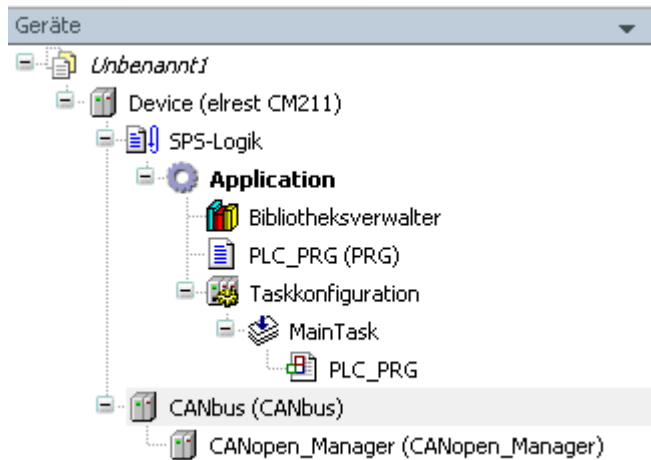 Geräte
Unbenannt1
Device (elrest CM211)
SPS-Logik
Application
Bibliotheksverwalter
PLC_PRG (PRG)
Taskkonfiguration
MainTask
PLC_PRG
CANbus (CANbus)
CANopen_Manager (CANopen_Manager)